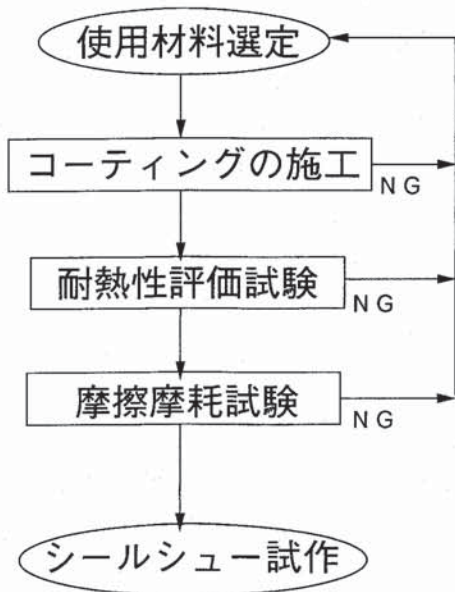 使用材料選定
コーティングの施工
NG
耐熱性評価試験
NG
摩擦摩耗試験
NG
シールシュー試作